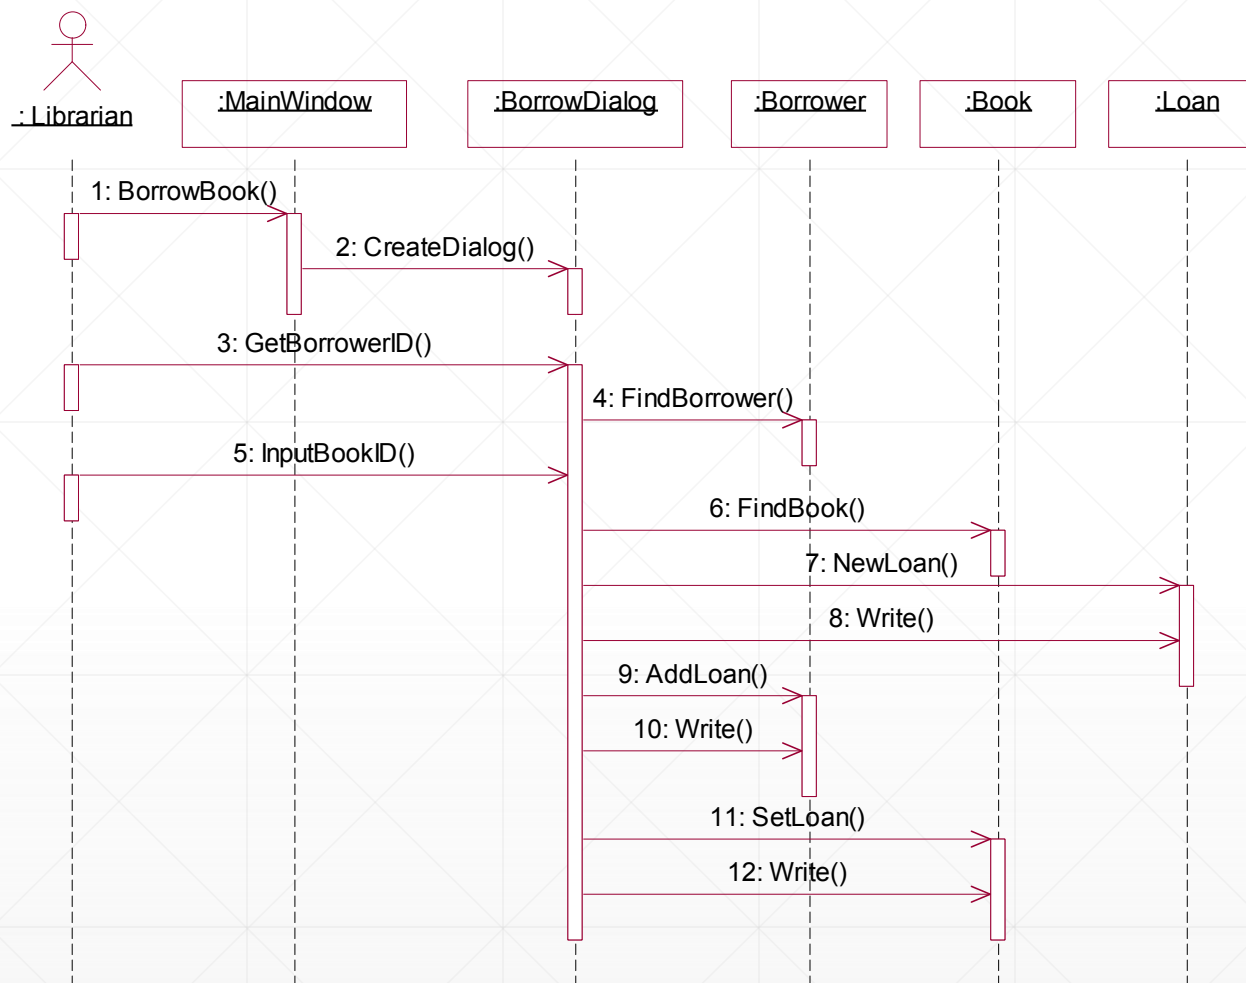 : Librarian
:MainWindow
:BorrowDialog
:Borrower
:Book
:Loan
1: BorrowBook()
2: CreateDialog()
3: GetBorrowerID()
4: FindBorrower()
5: InputBookID()
6: FindBook()
7: NewLoan()
8: Write()
9: AddLoan()
10: Write()
11: SetLoan()
12: Write()